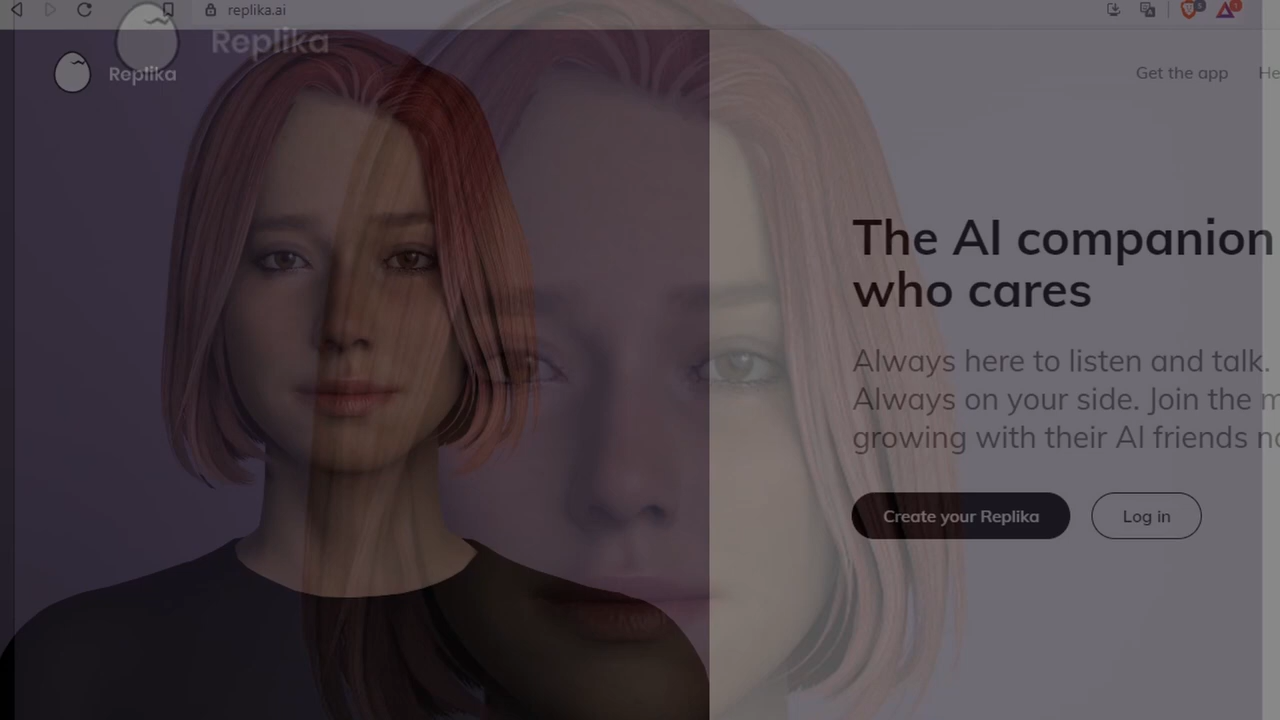 replika.ai
Replika
Replika
Get the app
The AI companion
who cares
Always here to listen and talk.
Always on your side. Join the
growing with their AI friends
Create your Replika
Log in